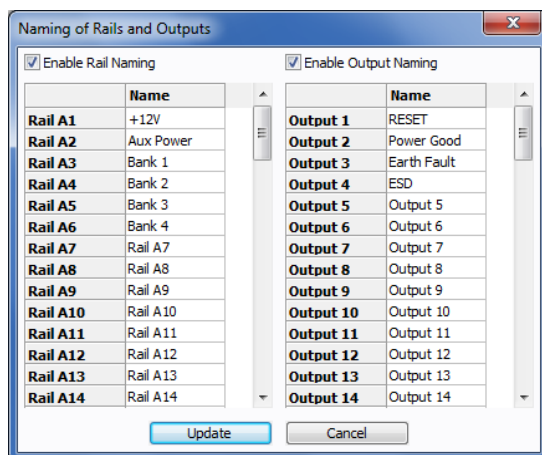 Naming of Rails and Outputs
Enable Rail Naming
Name
Rail A1 +12V
Rail A2 Aux Power
Rail A3 Bank 1
Rail A4 Bank 2
Rail A5 Bank 3
Rail A6 Bank 4
Rail A7 Rail A7
Rail A8 Rail A8
Rail A9 Rail A9
Rail A10 Rail A10
Rail A11 Rail A11
Rail A12 Rail A12
Rail A13 Rail A13
Rail A14 Rail A14
Enable Output Naming
Name
Output 1 RESET
Output 2 Power Good
Output 3 Earth Fault
Output 4 ESD
Output 5 Output 5
Output 6 Output 6
Output 7 Output 7
Output 8 Output 8
Output 9 Output 9
Output 10 Output 10
Output 11 Output 11
Output 12 Output 12
Output 13 Output 13
Output 14 Output 14
Update
Cancel